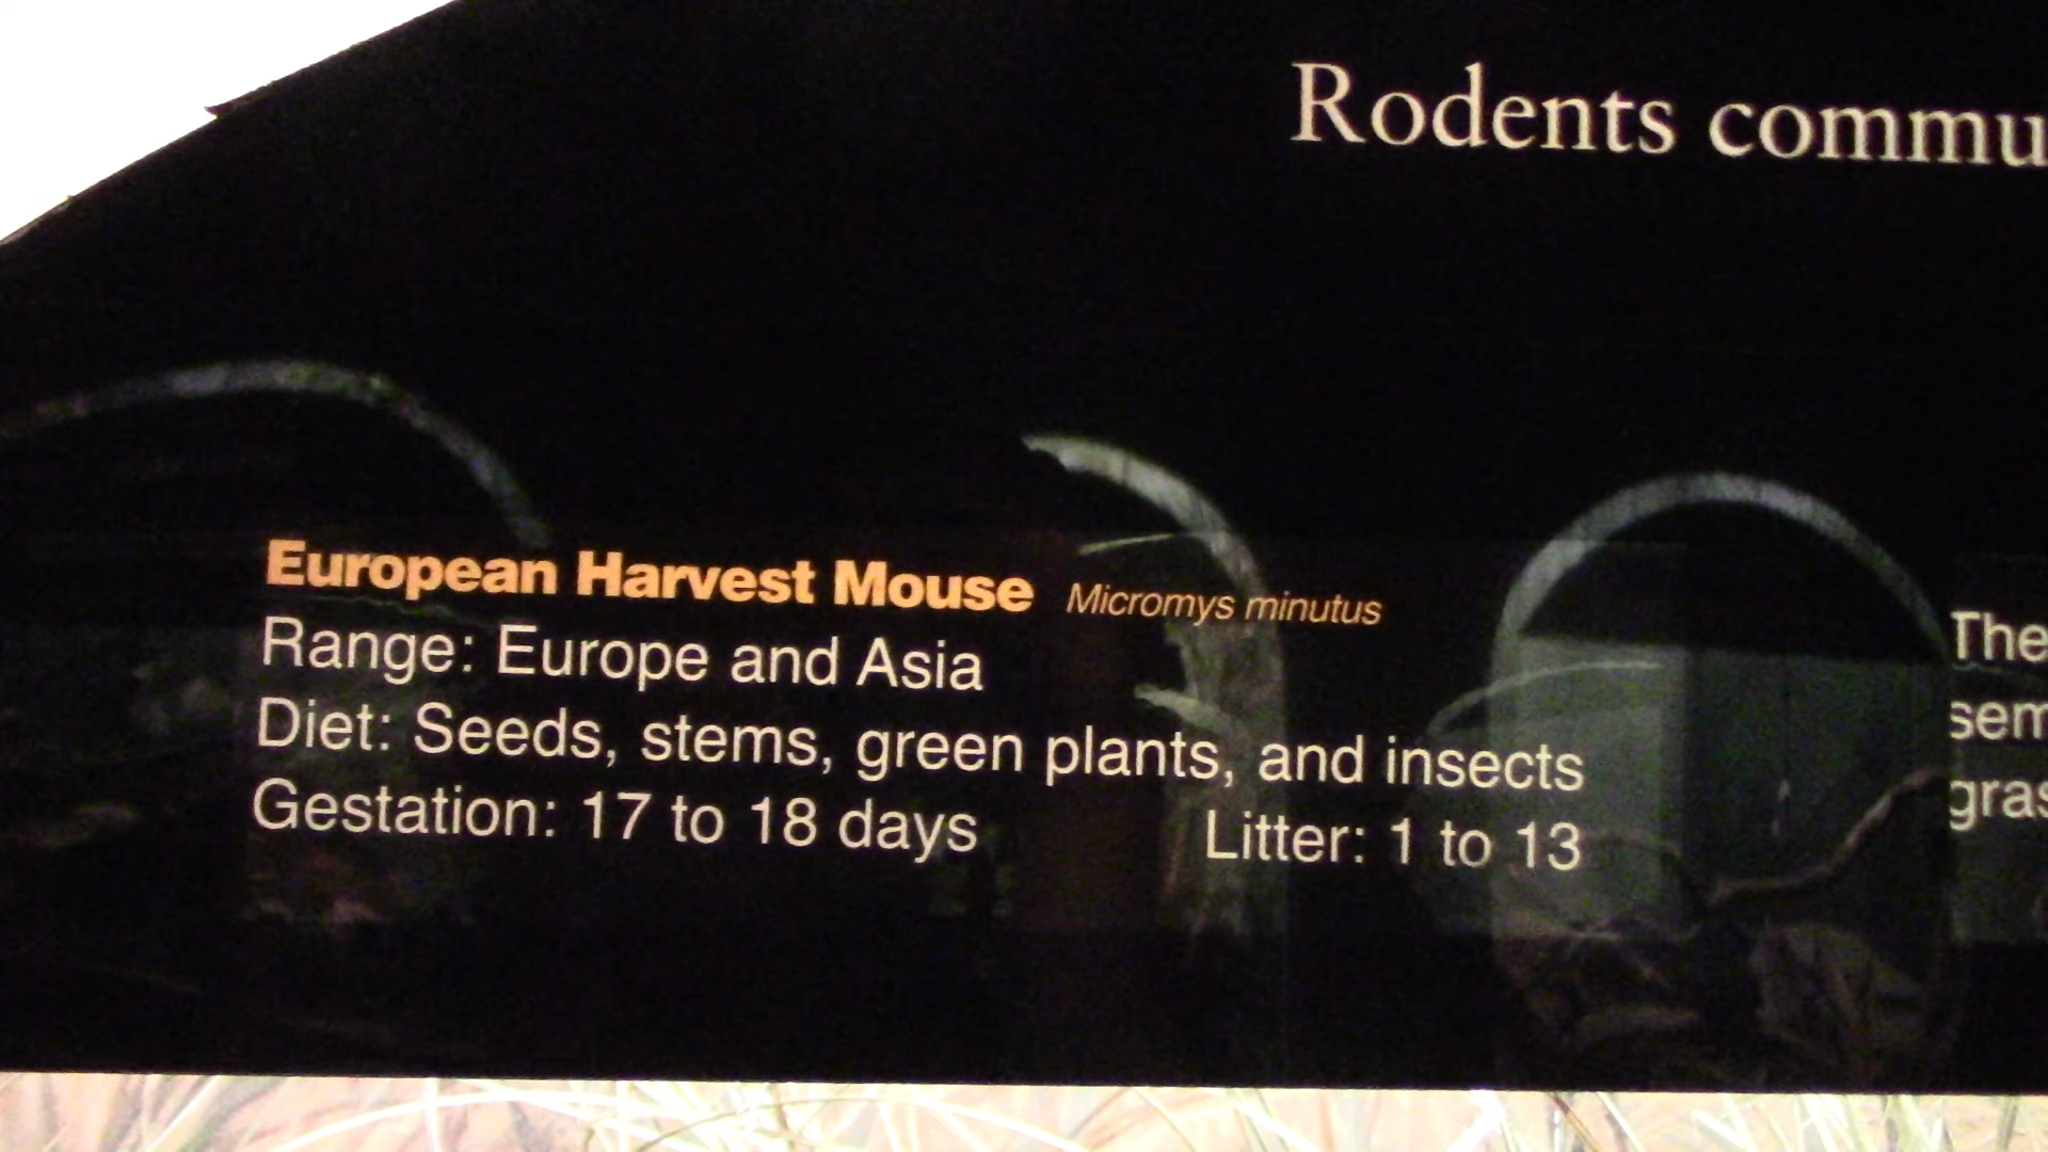 Rodents commu
European Harvest Mouse Micromys minutus
Range: Europe and Asia
Diet: Seeds, stems, green plants, and insects
Gestation: 17 to 18 days Litter: 1 to 13
The
sem
gras